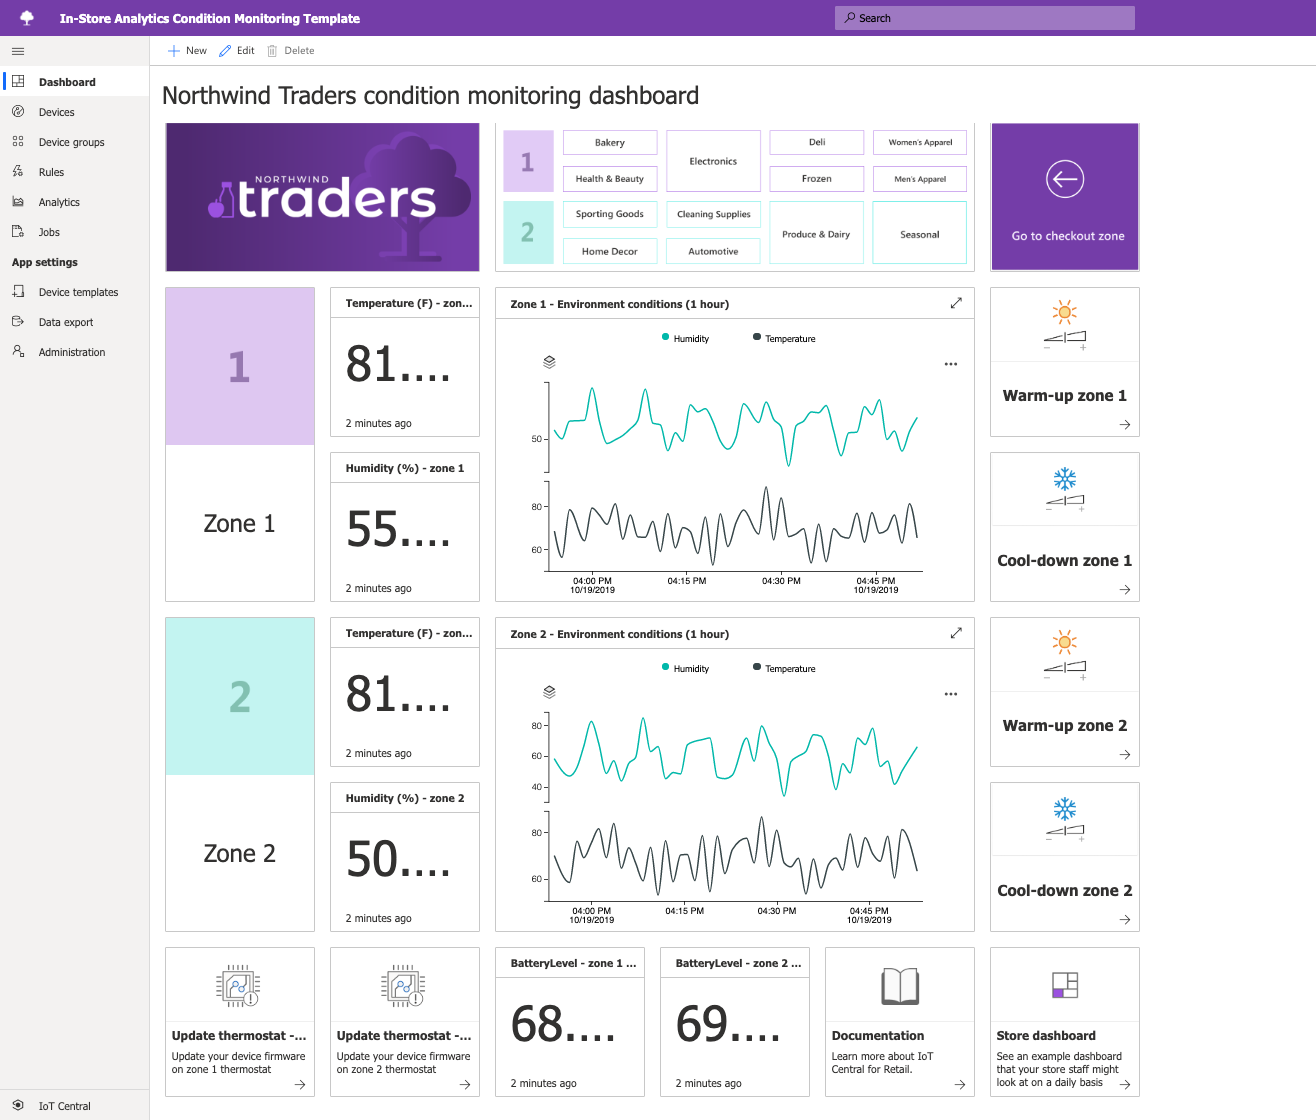 In-Store Analytics Condition Monitoring Template
Search
New
Edit
Delete
Dashboard
Devices
Device groups
Rules
Analytics
Jobs
App settings
Device templates
Data export
Administration
IoT Central
Northwind Traders condition monitoring dashboard
NORTHWIND
traders
1
Bakery
Electronics
Deli
Women's Apparel
Health & Beauty
Frozen
Men's Apparel
2
Sporting Goods
Cleaning Supplies
Produce & Dairy
Seasonal
Home Decor
Automotive
Go to checkout zone
1
Zone 1
Temperature (F) - zon...
81....
2 minutes ago
Humidity (%) - zone 1
55....
2 minutes ago
Zone 1 - Environment conditions (1 hour)
Humidity
Temperature
50
80
60
04:00 PM
10/19/2019
04:15 PM
04:30 PM
04:45 PM
10/19/2019
Warm-up zone 1
Cool-down zone 1
2
Zone 2
Temperature (F) - zon...
81....
2 minutes ago
Humidity (%) - zone 2
50....
2 minutes ago
Zone 2 - Environment conditions (1 hour)
Humidity
Temperature
80
60
40
80
60
04:00 PM
10/19/2019
04:15 PM
04:30 PM
04:45 PM
10/19/2019
Warm-up zone 2
Cool-down zone 2
Update thermostat -...
Update your device firmware
on zone 1 thermostat
Update thermostat -...
Update your device firmware
on zone 2 thermostat
BatteryLevel - zone 1 ...
68....
2 minutes ago
BatteryLevel - zone 2 ...
69....
2 minutes ago
Documentation
Learn more about IoT
Central for Retail.
Store dashboard
See an example dashboard
that your store staff might
look at on a daily basis